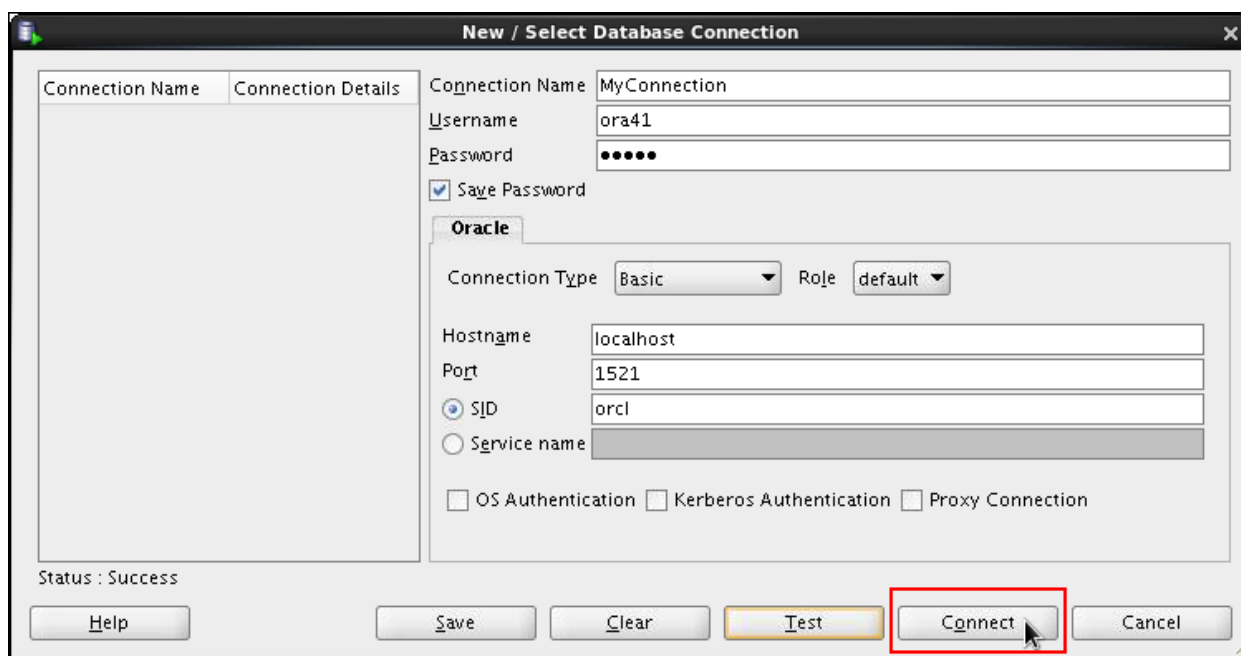 New / Select Database Connection
Connection Name Connection Details
Connection Name MyConnection
Username ora41
Password •••••
Save Password
Oracle
Connection Type Basic Role default
Hostname localhost
Port 1521
SID orcl
Service name
OS Authentication Kerberos Authentication Proxy Connection
Status : Success
Help Save Clear Test Connect Cancel